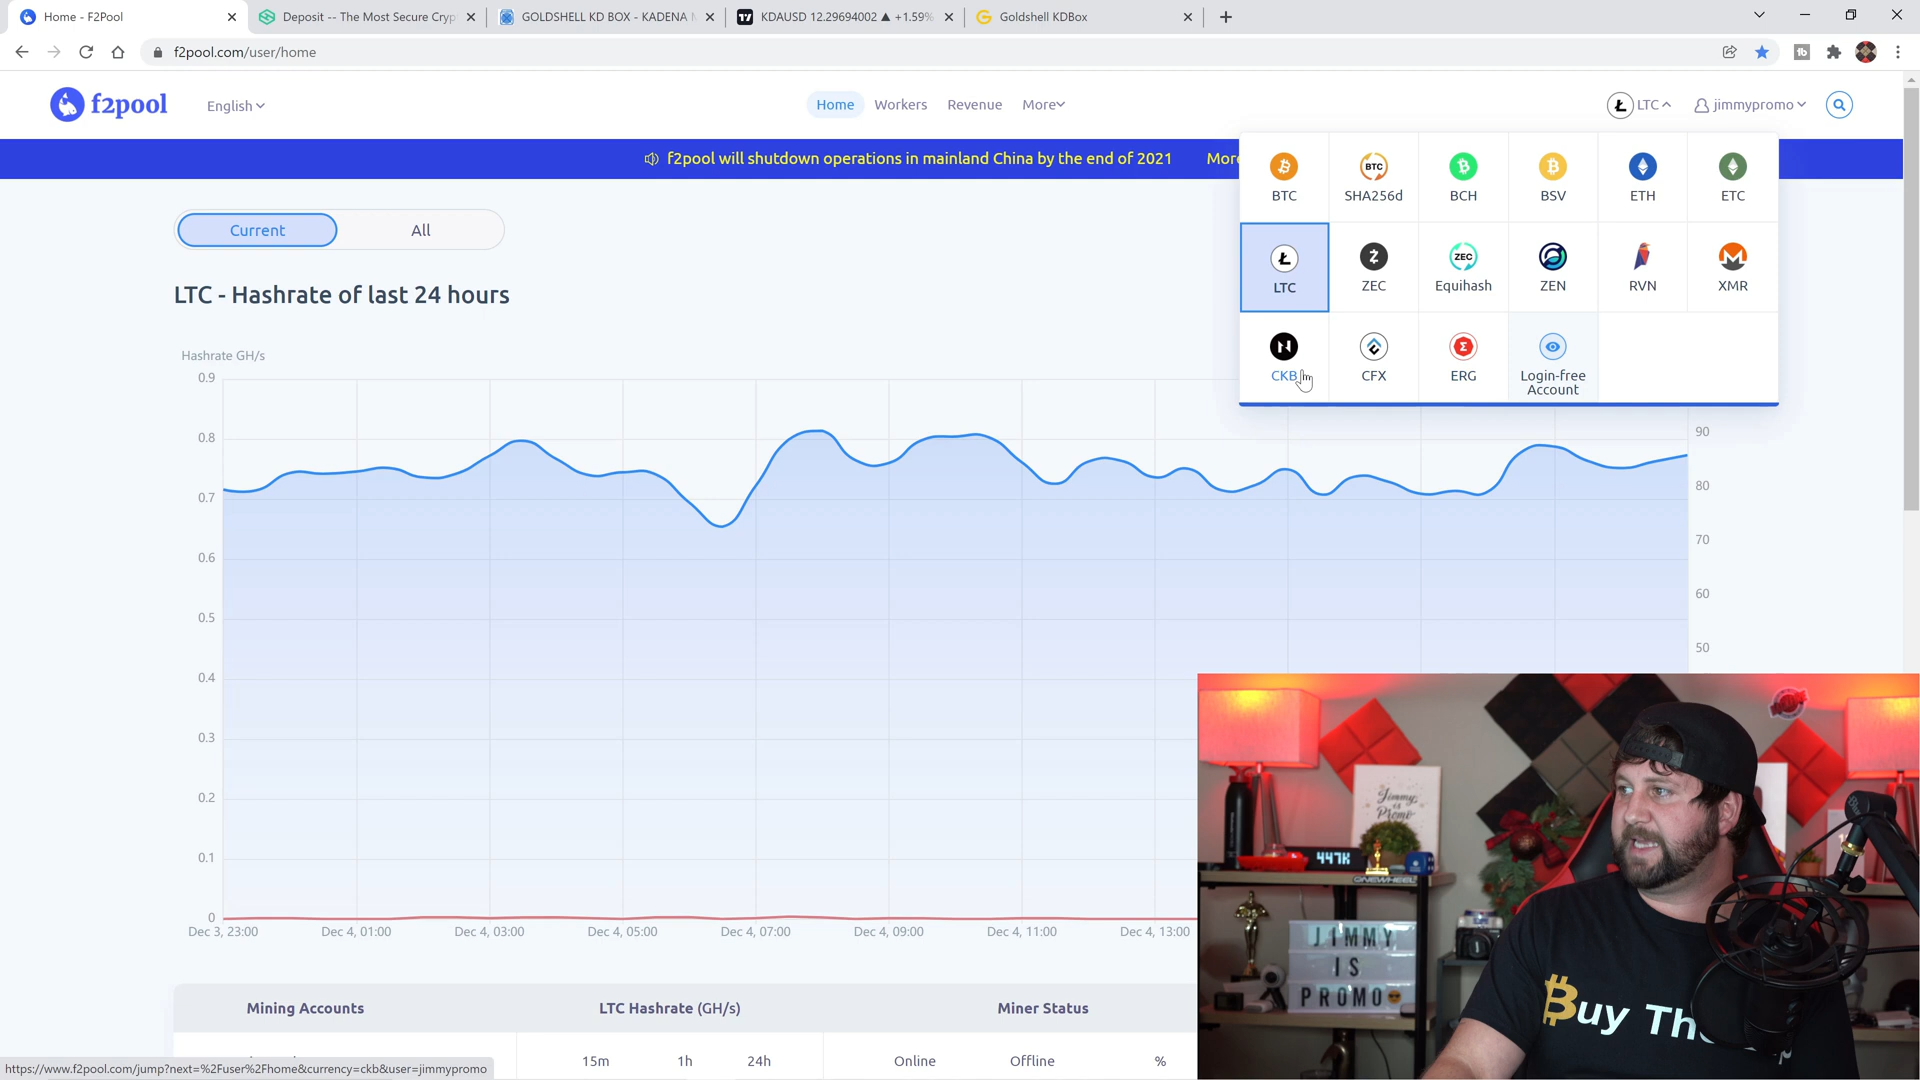 Home - F2Pool
Deposit -- The Most Secure Cryp
GOLDSHELL KD BOX - KADENA
KDAUSD 12.29694002 ▲ +1.59%
Goldshell KDBox
f2pool.com/user/home
f2pool
English
Home
Workers
Revenue
More
LTC
jimmypromo
f2pool will shutdown operations in mainland China by the end of 2021
More
BTC
BTC
SHA256d
BCH
BSV
ETH
ETC
LTC
ZEC
ZEC
Equihash
ZEN
RVN
XMR
CKB
CFX
ERG
Login-free
Account
Current
All
LTC - Hashrate of last 24 hours
Hashrate GH/s
0.9
0.8
0.7
0.6
0.5
0.4
0.3
0.2
0.1
0
90
80
70
60
50
Dec 3, 23:00
Dec 4, 01:00
Dec 4, 03:00
Dec 4, 05:00
Dec 4, 07:00
Dec 4, 09:00
Dec 4, 11:00
Dec 4, 13:00
Mining Accounts
LTC Hashrate (GH/s)
Miner Status
15m
1h
24h
Online
Offline
%
https://www.f2pool.com/jump?next=%2Fuser%2Fhome&currency=ckb&user=jimmypromo
Jimmy
is
Promo
447K
ONEWHEEL
JIMMY
IS
PROMO
Buy Th